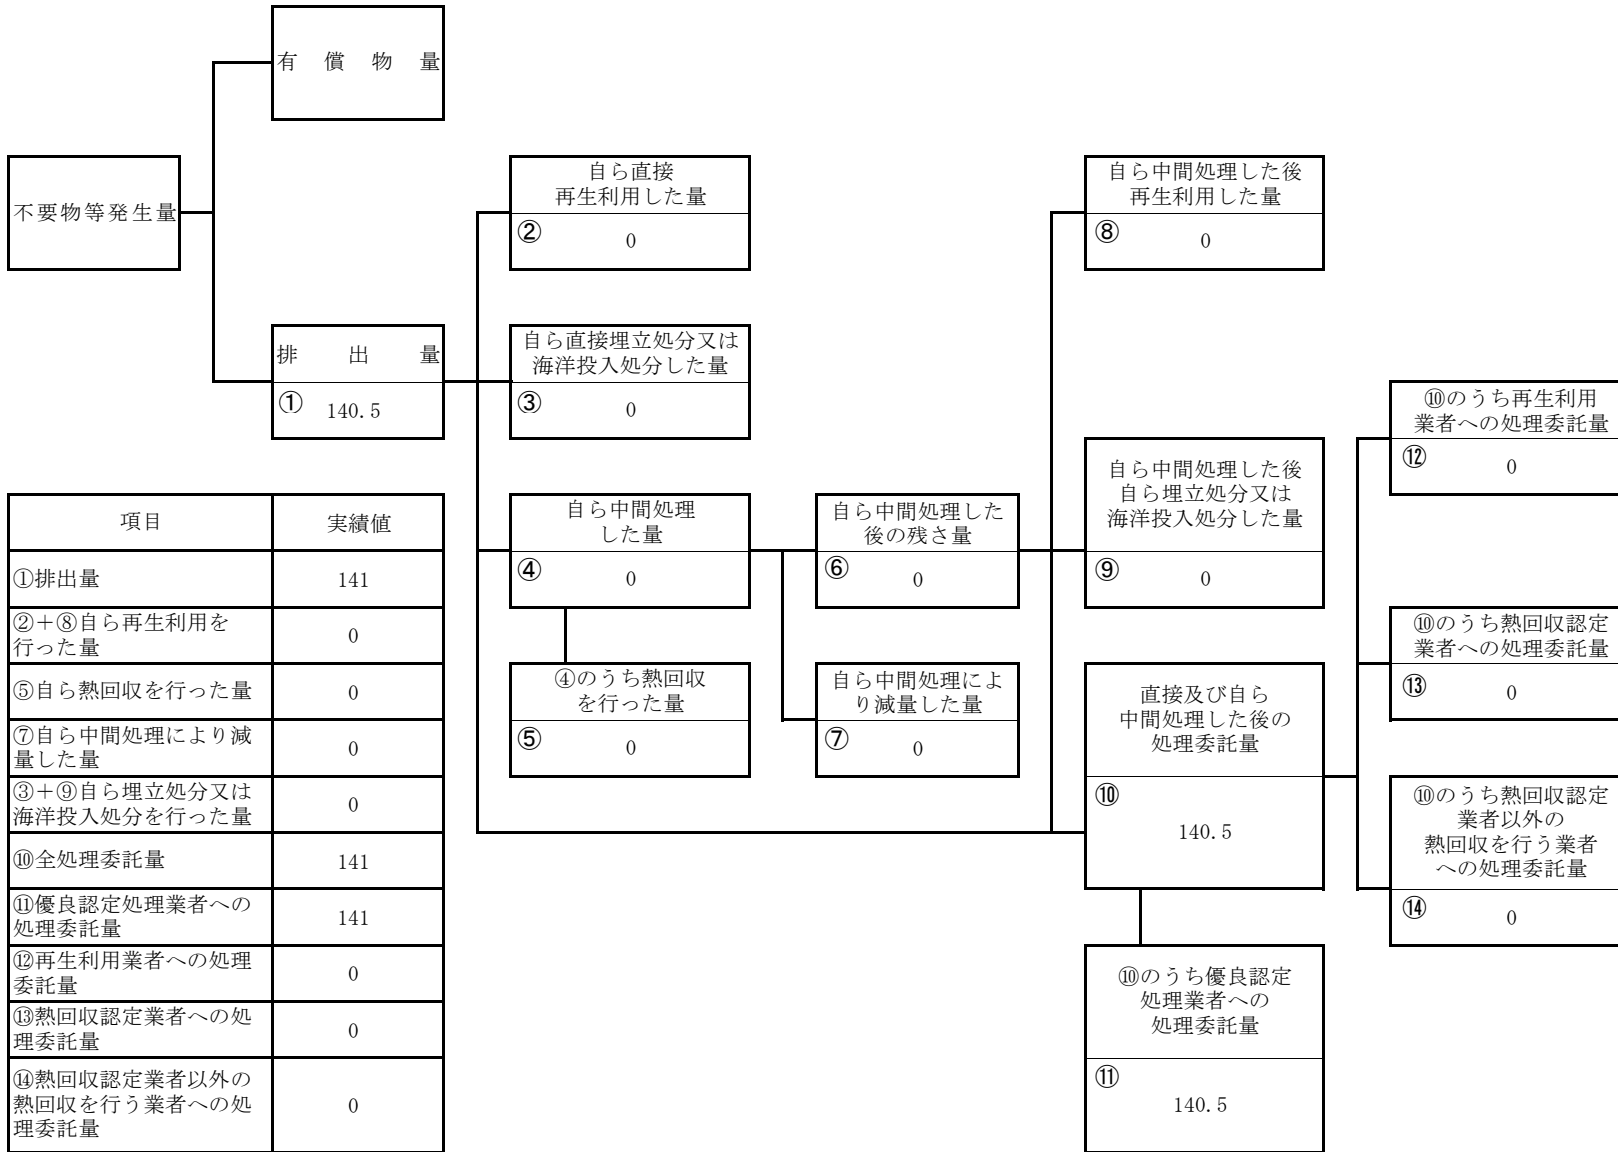 有償物量
不要物等発生量
排出量
① 140.5
自ら直接
再生利用した量
② 0
自ら直接埋立処分又は
海洋投入処分した量
③ 0
自ら中間処理
した量
④ 0
④のうち熱回収
を行った量
⑤ 0
自ら中間処理した
後の残さ量
⑥ 0
自ら中間処理によ
り減量した量
⑦ 0
自ら中間処理した後
再生利用した量
⑧ 0
自ら中間処理した後
自ら埋立処分又は
海洋投入処分した量
⑨ 0
直接及び自ら
中間処理した後の
処理委託量
⑩
140.5
⑩のうち優良認定
処理業者への
処理委託量
⑪
140.5
⑩のうち再生利用
業者への処理委託量
⑫ 0
⑩のうち熱回収認定
業者への処理委託量
⑬ 0
⑩のうち熱回収認定
業者以外の
熱回収を行う業者
への処理委託量
⑭ 0
項目 実績値
①排出量 141
②+⑧自ら再生利用を
行った量 0
⑤自ら熱回収を行った量 0
⑦自ら中間処理により減
量した量 0
③+⑨自ら埋立処分又は
海洋投入処分を行った量 0
⑩全処理委託量 141
⑪優良認定処理業者への
処理委託量 141
⑫再生利用業者への処理
委託量 0
⑬熱回収認定業者への処
理委託量 0
⑭熱回収認定業者以外の
熱回収を行う業者への処
理委託量 0